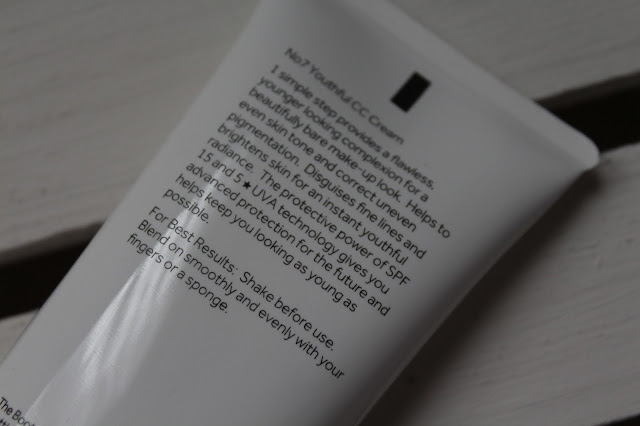 No7 Youthful CC Cream
1 simple step provides a flawless,
younger looking complexion for a
beautifully bare make-up look. Helps to
even skin tone and correct uneven
pigmentation. Disguises fine lines and
brightens skin for an instant youthful
radiance. The protective power of SPF
15 and 5★ UVA technology gives you
advanced protection for the future and
helps keep you looking as young as
possible.
For Best Results: Shake before use.
Blend on smoothly and evenly with your
fingers or a sponge.
The Boot